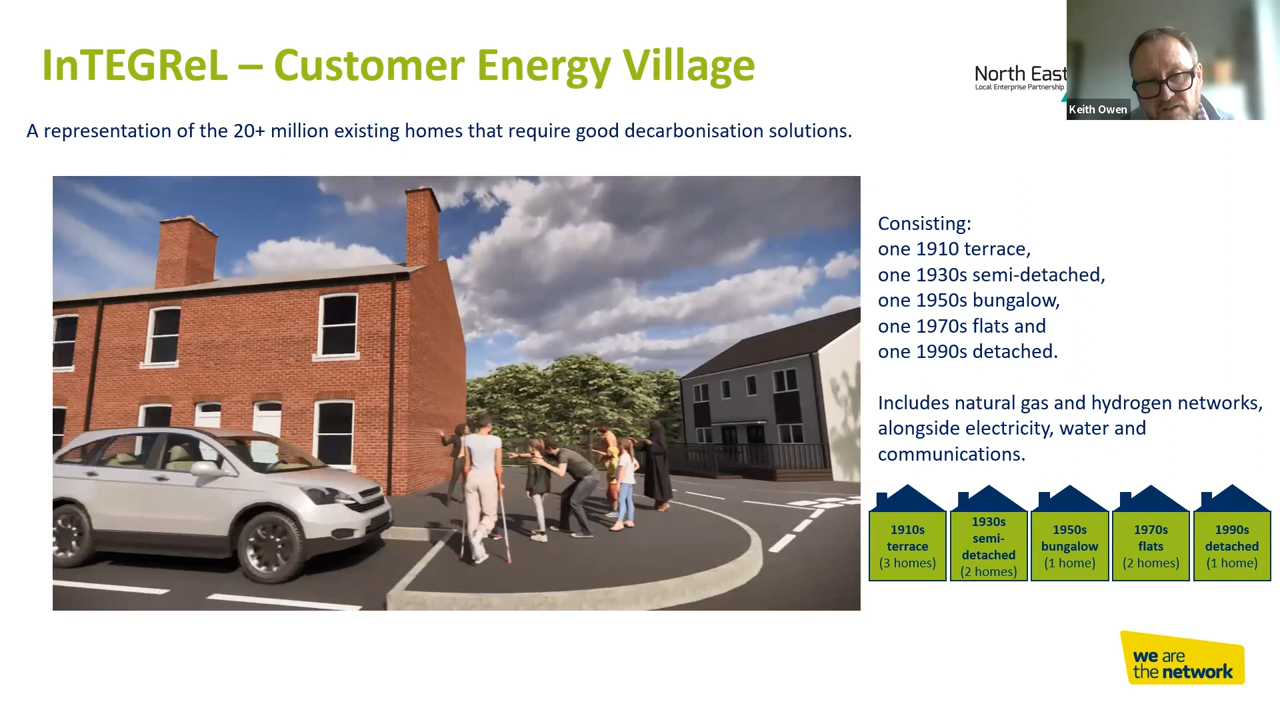 InTEGReL – Customer Energy Village
North East
Local Enterprise Partnership
Keith Owen
A representation of the 20+ million existing homes that require good decarbonisation solutions.
Consisting:
one 1910 terrace,
one 1930s semi-detached,
one 1950s bungalow,
one 1970s flats and
one 1990s detached.
Includes natural gas and hydrogen networks,
alongside electricity, water and
communications.
1910s
terrace
(3 homes)
1930s
semi-
detached
(2 homes)
1950s
bungalow
(1 home)
1970s
flats
(2 homes)
1990s
detached
(1 home)
we are
the network